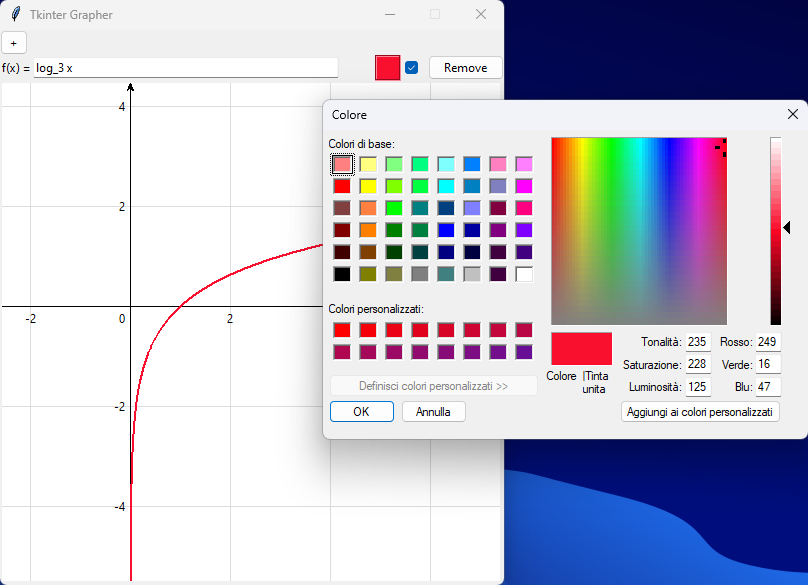 Tkinter Grapher
+
f(x) = log_3 x
Remove
4
2
-2
0
2
-2
-4
Colore
Colori di base:
Colori personalizzati:
Definisci colori personalizzati >>
OK
Annulla
Colore |Tinta
unita
Tonalità: 235
Rosso: 249
Saturazione: 228
Verde: 16
Luminosità: 125
Blu: 47
Aggiungi ai colori personalizzati